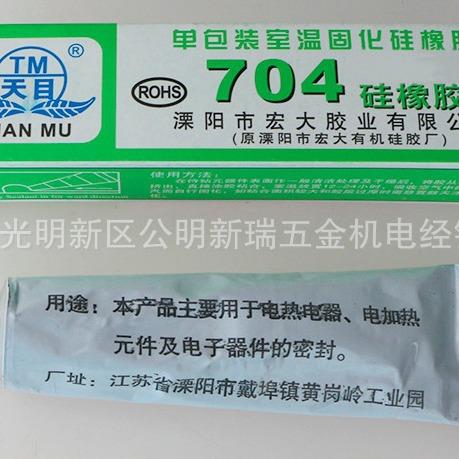 TM
天目
®
IAN MU
单包装室温固化硅橡胶
ROHS
704 硅橡胶
溧阳市宏大胶业有限公
(原溧阳市宏大有机硅胶厂)
使用方法:
光明新区公明新瑞五金机电经
用途:本产品主要用于电热电器、电加热
元件及电子器件的密封。
厂址:江苏省溧阳市戴埠镇黄岗岭工业园